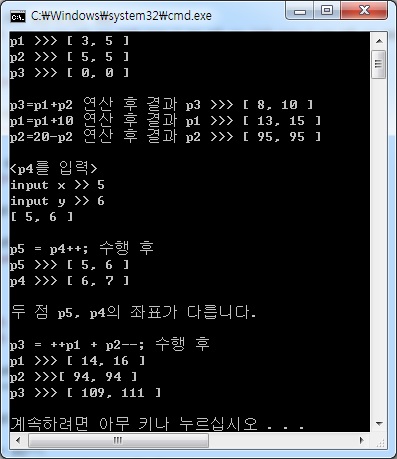 C:₩Windows₩system32₩cmd.exe
p1 >>> [ 3, 5 ]
p2 >>> [ 5, 5 ]
p3 >>> [ 0, 0 ]
p3=p1+p2 연산 후 결과 p3 >>> [ 8, 10 ]
p1=p1+10 연산 후 결과 p1 >>> [ 13, 15 ]
p2=20-p2 연산 후 결과 p2 >>> [ 95, 95 ]
<p4를 입력>
input x >> 5
input y >> 6
[ 5, 6 ]
p5 = p4++; 수행 후
p5 >>> [ 5, 6 ]
p4 >>> [ 6, 7 ]
두 점 p5, p4의 좌표가 다릅니다.
p3 = ++p1 + p2--; 수행 후
p1 >>> [ 14, 16 ]
p2 >>>[ 94, 94 ]
p3 >>> [ 109, 111 ]
계속하려면 아무 키나 누르십시오 . . .